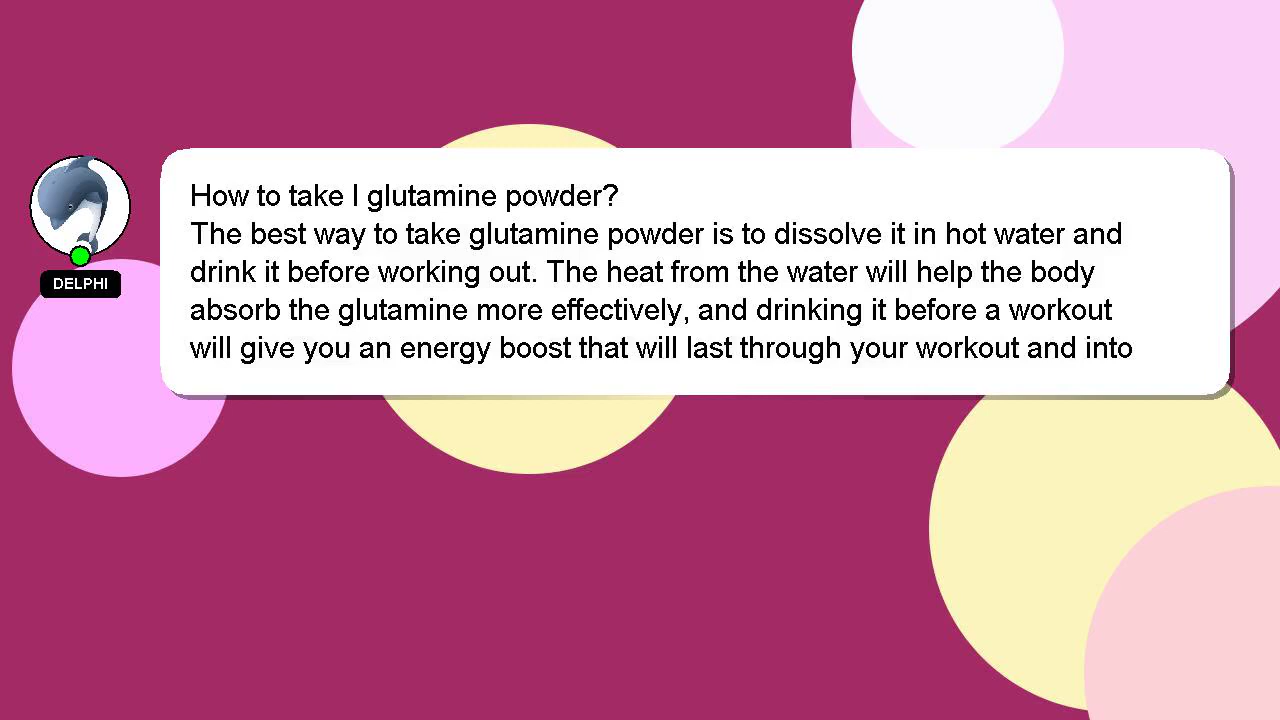 How to take l glutamine powder?
The best way to take glutamine powder is to dissolve it in hot water and
drink it before working out. The heat from the water will help the body
absorb the glutamine more effectively, and drinking it before a workout
will give you an energy boost that will last through your workout and into
DELPHI